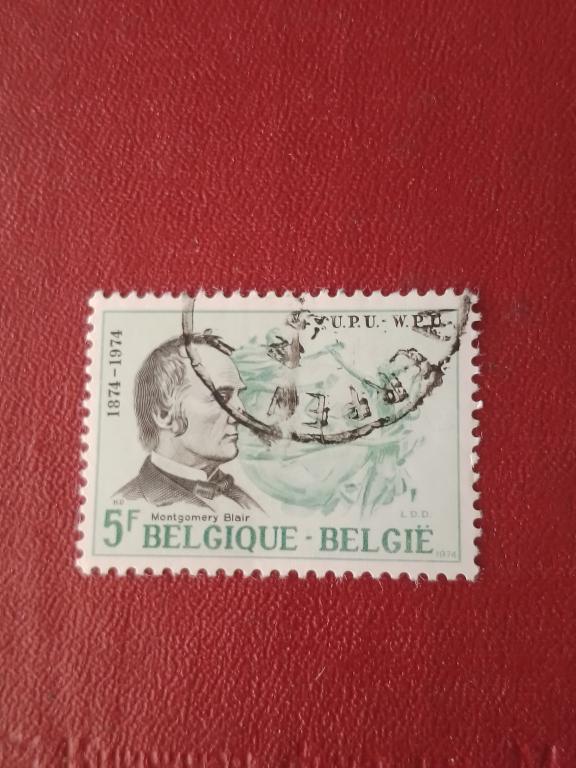 1874-1974
U.P.U.- W.P.U.
Montgomery Blair
L.D.D.
5F BELGIQUE - BELGIË
1974